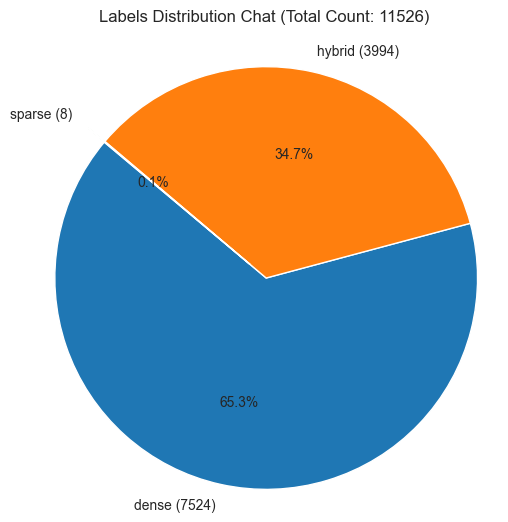 Labels Distribution Chat (Total Count: 11526)
hybrid (3994)
sparse (8)
34.7%
0.1%
65.3%
dense (7524)